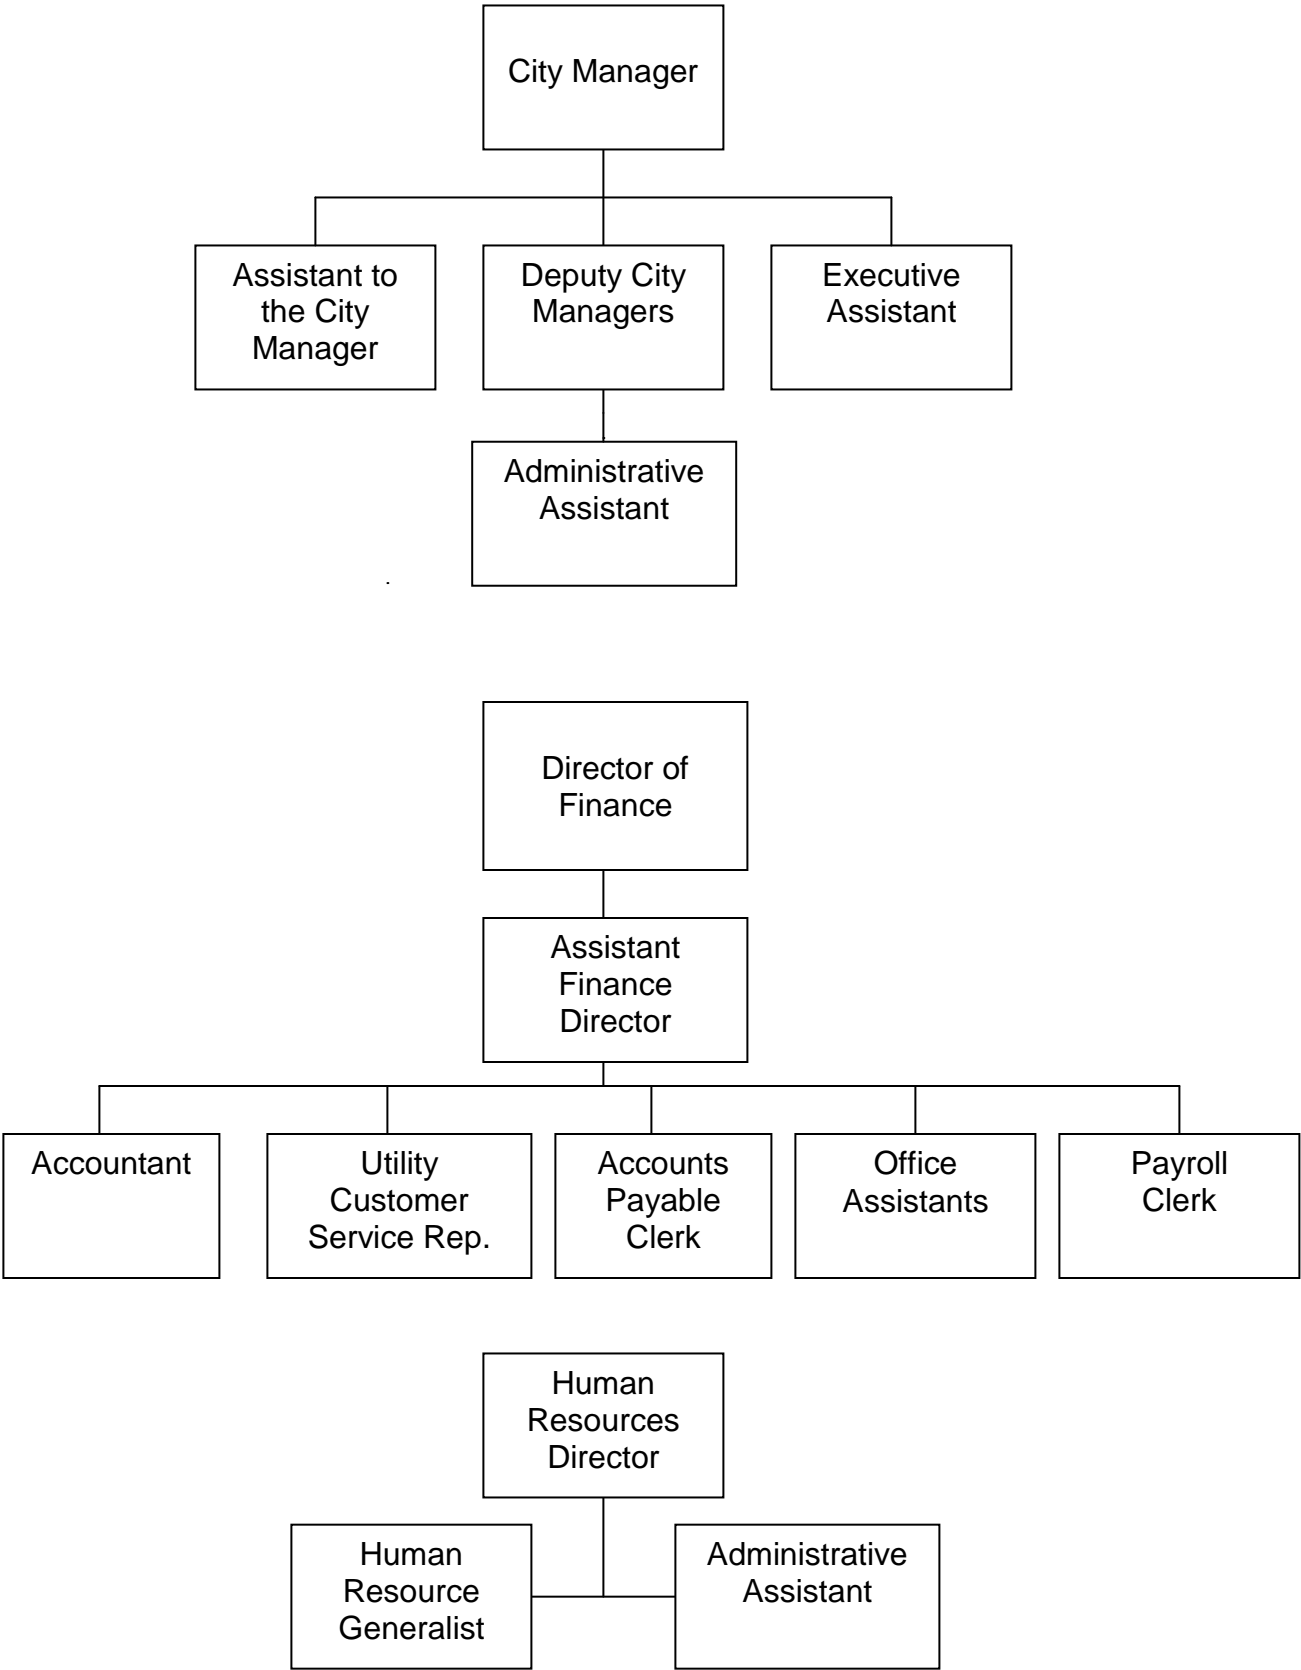 City Manager
Assistant to
the City
Manager
Deputy City
Managers
Executive
Assistant
Administrative
Assistant
Director of
Finance
Assistant
Finance
Director
Accountant
Utility
Customer
Service Rep.
Accounts
Payable
Clerk
Office
Assistants
Payroll
Clerk
Human
Resources
Director
Human
Resource
Generalist
Administrative
Assistant